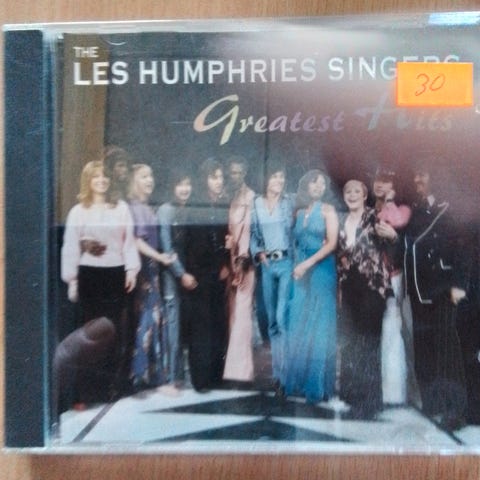 THE
LES HUMPHRIES SINGERS
Greatest Hits
30